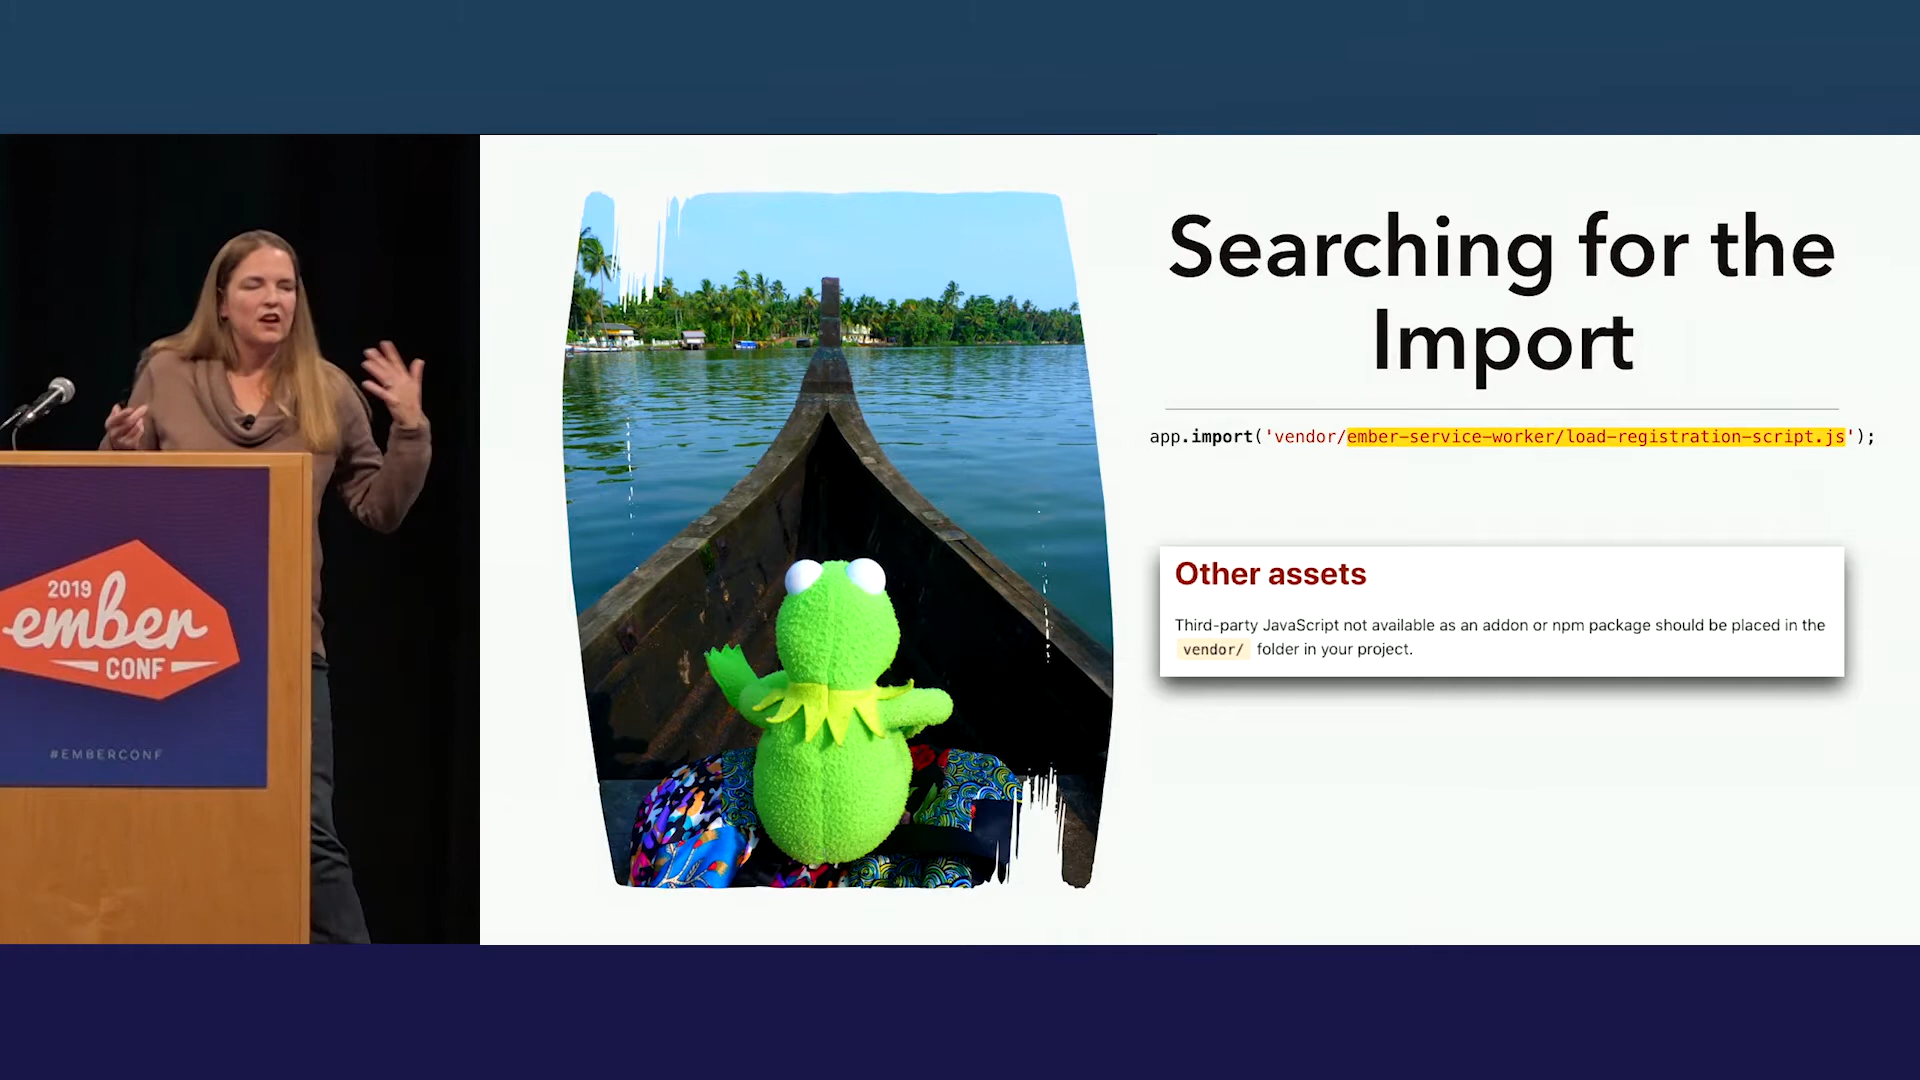 2019
ember
CONF
#EMBERCONF
Searching for the
Import
app.import('vendor/ember-service-worker/load-registration-script.js');
Other assets
Third-party JavaScript not available as an addon or npm package should be placed in the
vendor/ folder in your project.